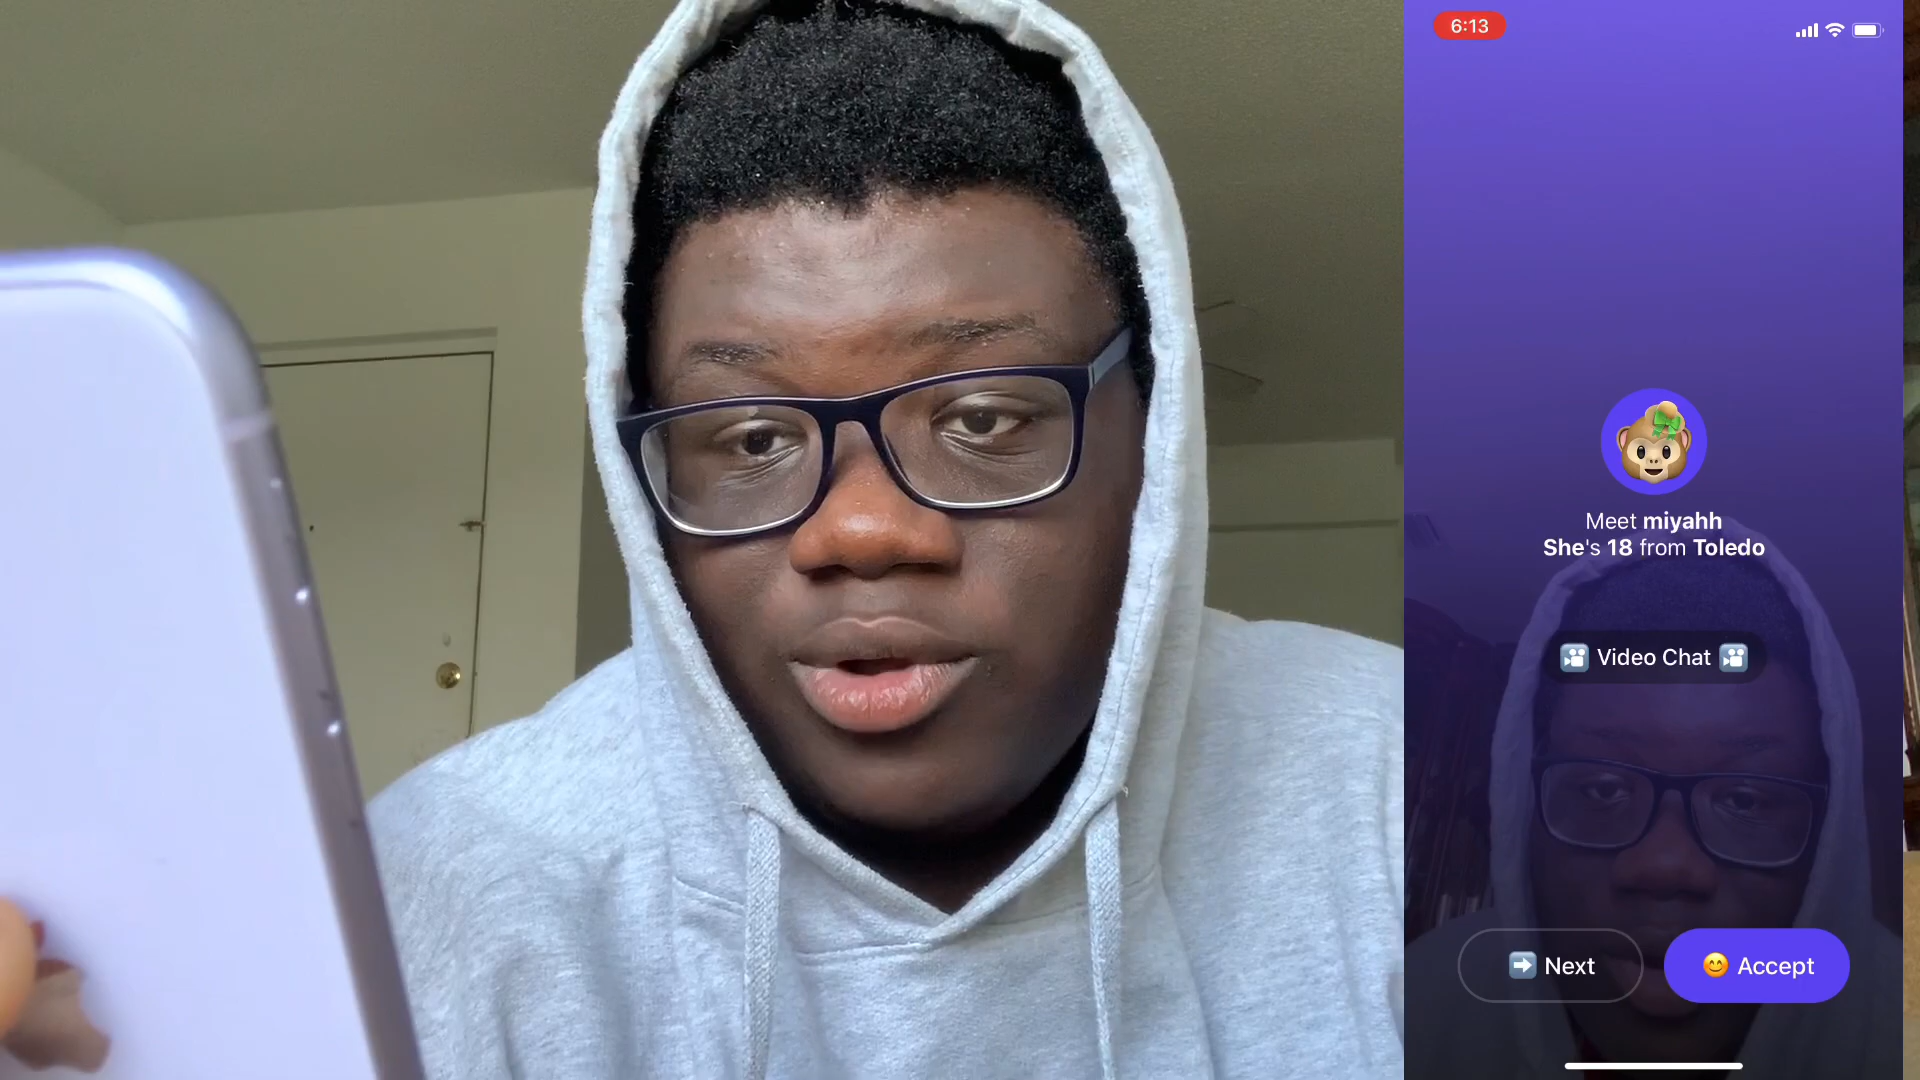 6:13
Meet miyahh
She's 18 from Toledo
Video Chat
Next
Accept